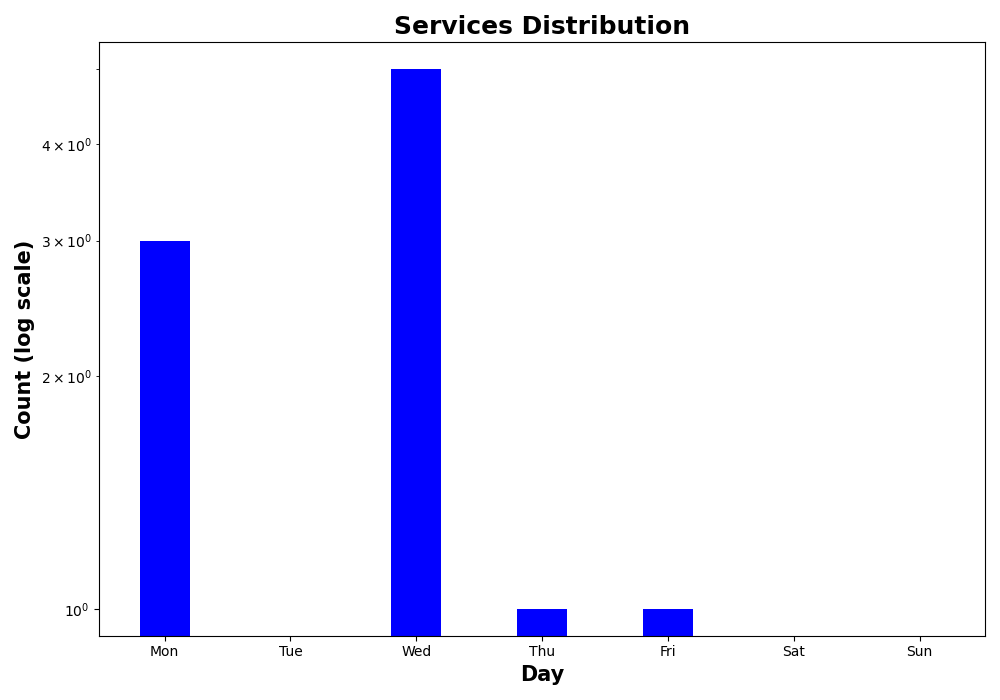 Services Distribution
Count (log scale)
4 × 10⁰
3 × 10⁰
2 × 10⁰
10⁰
Mon Tue Wed Thu Fri Sat Sun
Day